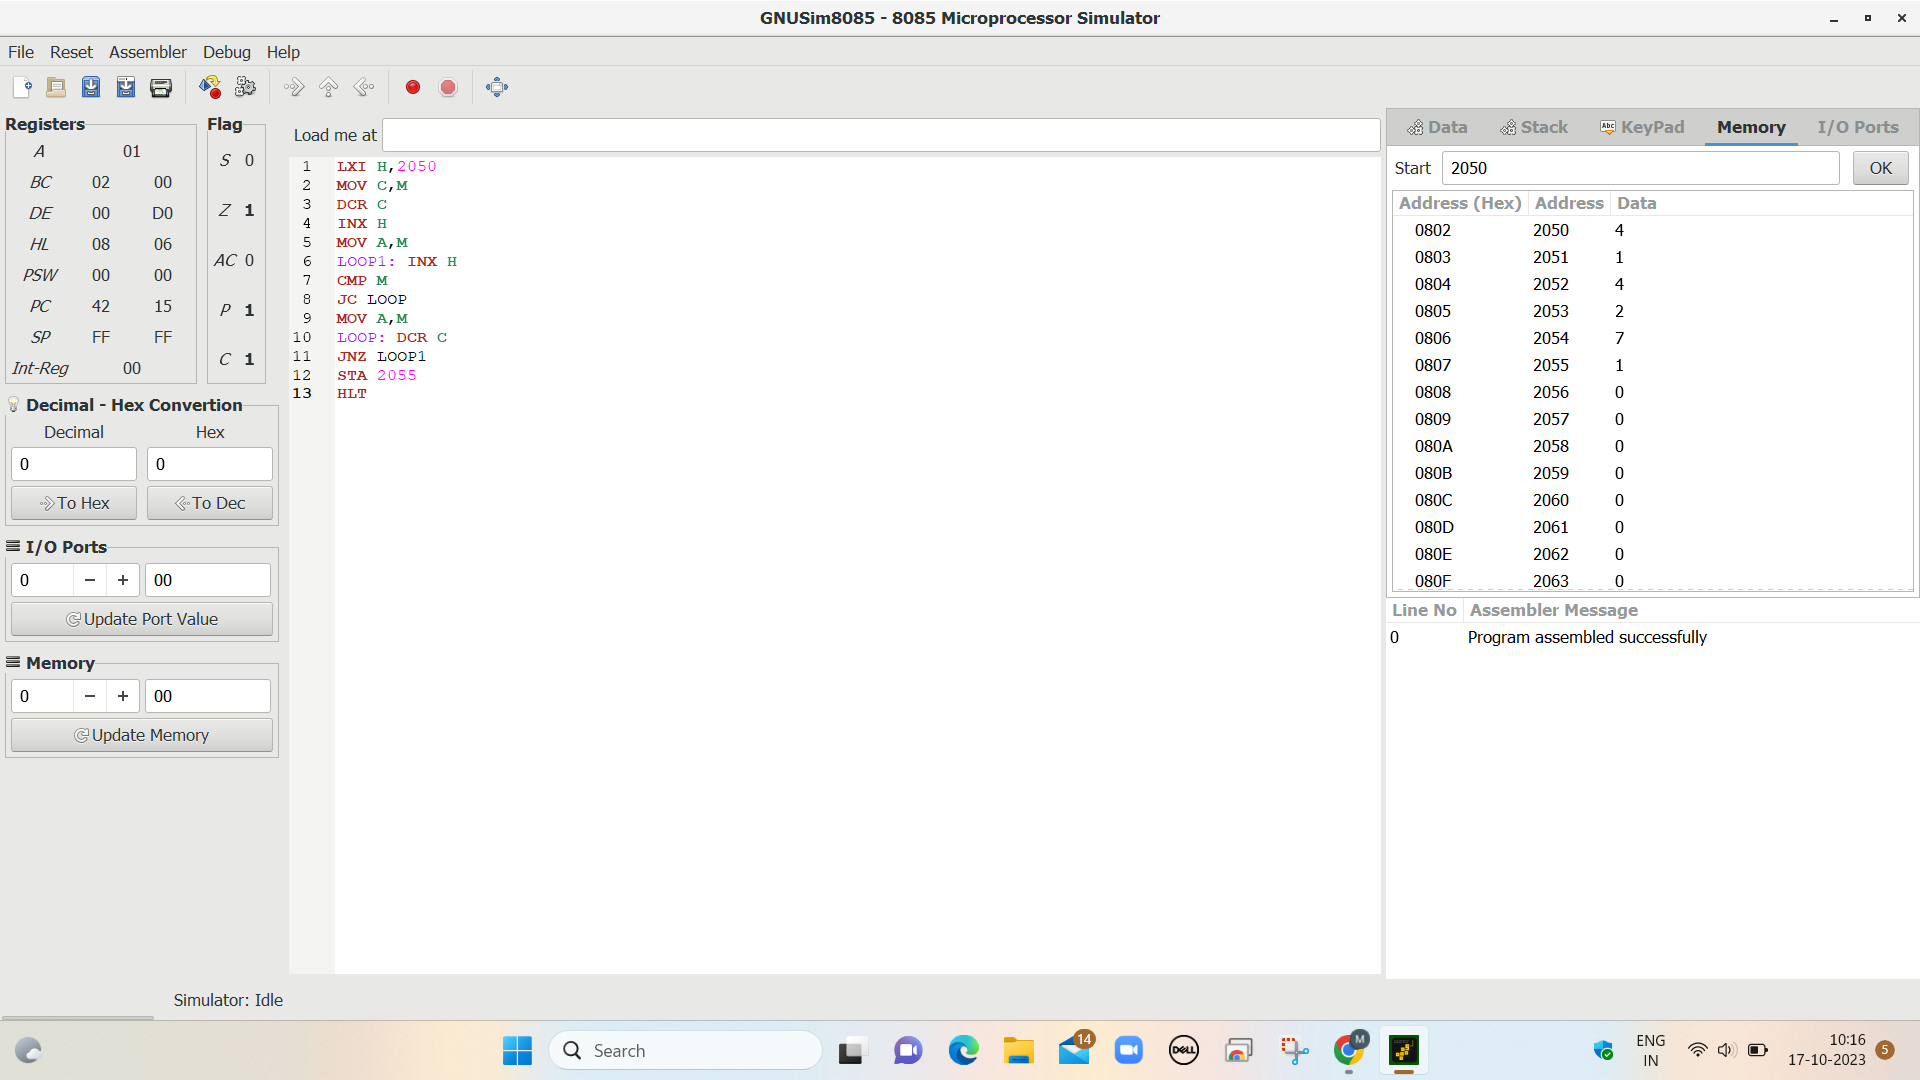 GNUSim8085 - 8085 Microprocessor Simulator
File Reset Assembler Debug Help
Registers
A 01
BC 02 00
DE 00 D0
HL 08 06
PSW 00 00
PC 42 15
SP FF FF
Int-Reg 00
Flag
S 0
Z 1
AC 0
P 1
C 1
Decimal - Hex Convertion
Decimal Hex
0 0
To Hex To Dec
I/O Ports
0 − + 00
Update Port Value
Memory
0 − + 00
Update Memory
Load me at
1 LXI H,2050
2 MOV C,M
3 DCR C
4 INX H
5 MOV A,M
6 LOOP1: INX H
7 CMP M
8 JC LOOP
9 MOV A,M
10 LOOP: DCR C
11 JNZ LOOP1
12 STA 2055
13 HLT
Data Stack Abc KeyPad Memory I/O Ports
Start 2050 OK
Address (Hex) Address Data
0802 2050 4
0803 2051 1
0804 2052 4
0805 2053 2
0806 2054 7
0807 2055 1
0808 2056 0
0809 2057 0
080A 2058 0
080B 2059 0
080C 2060 0
080D 2061 0
080E 2062 0
080F 2063 0
Line No Assembler Message
0 Program assembled successfully
Simulator: Idle
Search
14
DELL
M
ENG
IN
10:16
17-10-2023
5